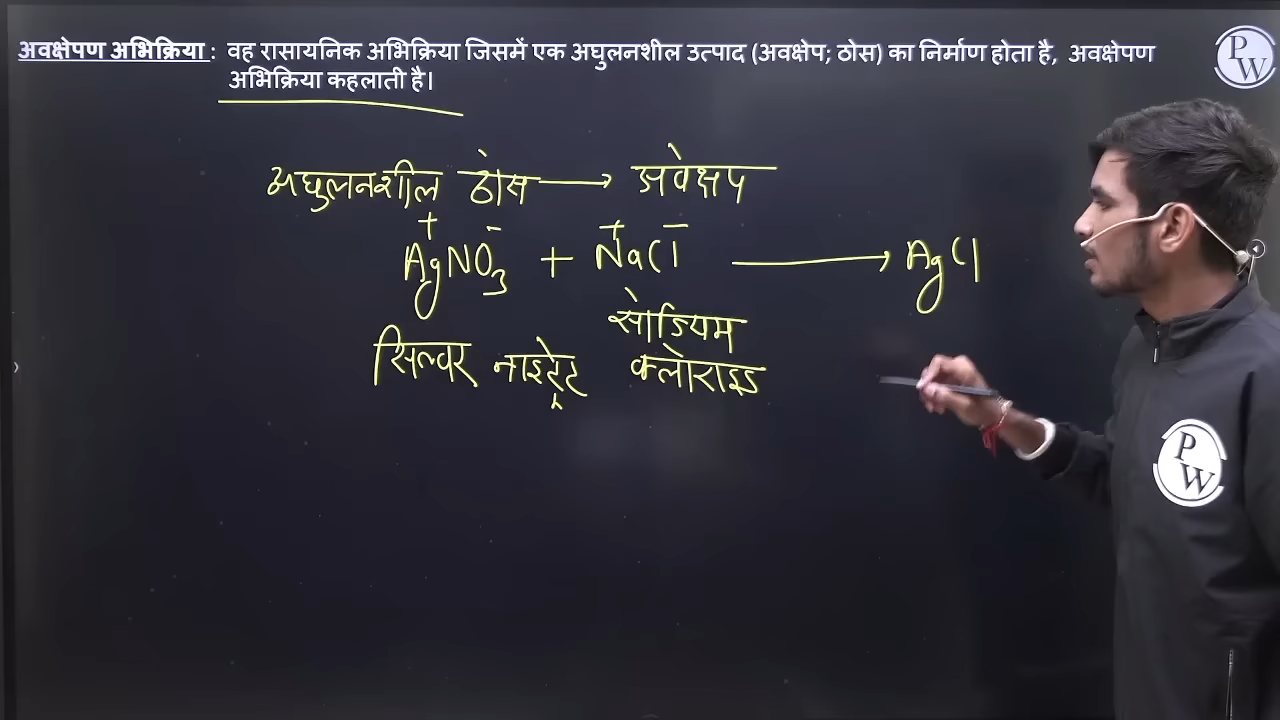 अवक्षेपण अभिक्रिया : वह रासायनिक अभिक्रिया जिसमें एक अघुलनशील उत्पाद (अवक्षेप; ठोस) का निर्माण होता है, अवक्षेपण
अभिक्रिया कहलाती है।
PW
अघुलनशील ठोस → अवक्षेप
+ - + -
AgNO3 + NaCl → AgCl
सोडियम
सिल्वर नाइट्रेट क्लोराइड
PW